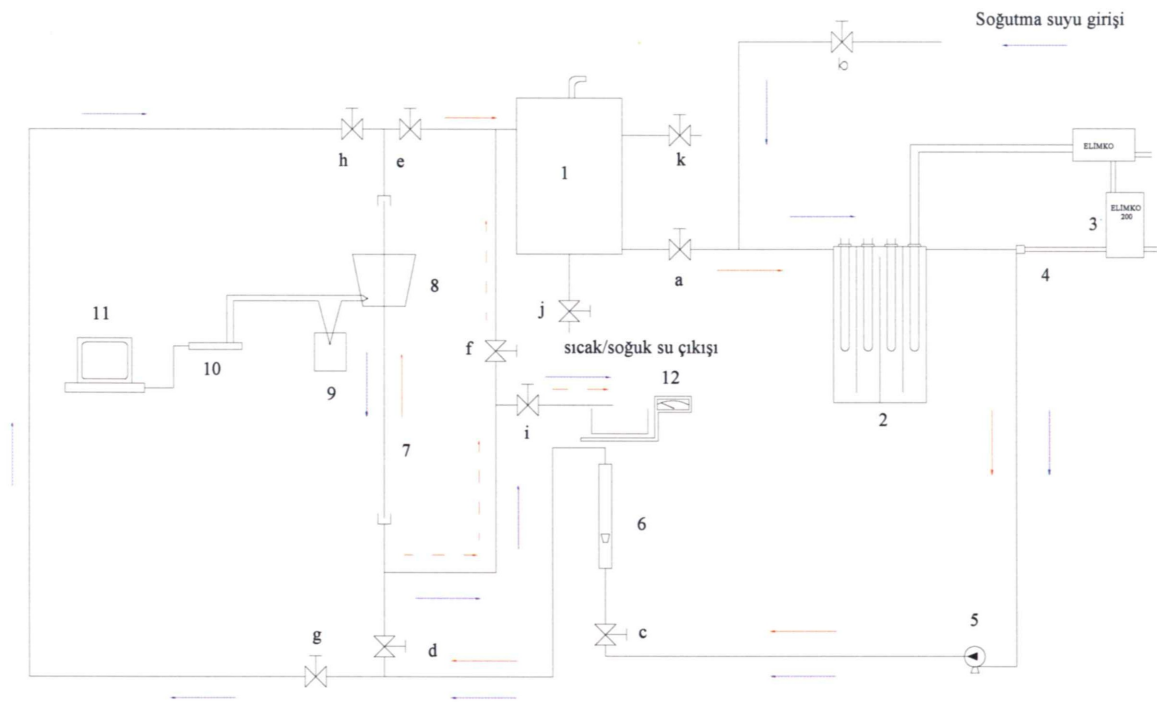 Soğutma suyu girişi
b
h
e
1
k
ELİMKO
ELİMKO
200
3
8
a
4
11
j
10
9
f
sıcak/soğuk su çıkışı
12
i
2
7
6
g
d
c
5